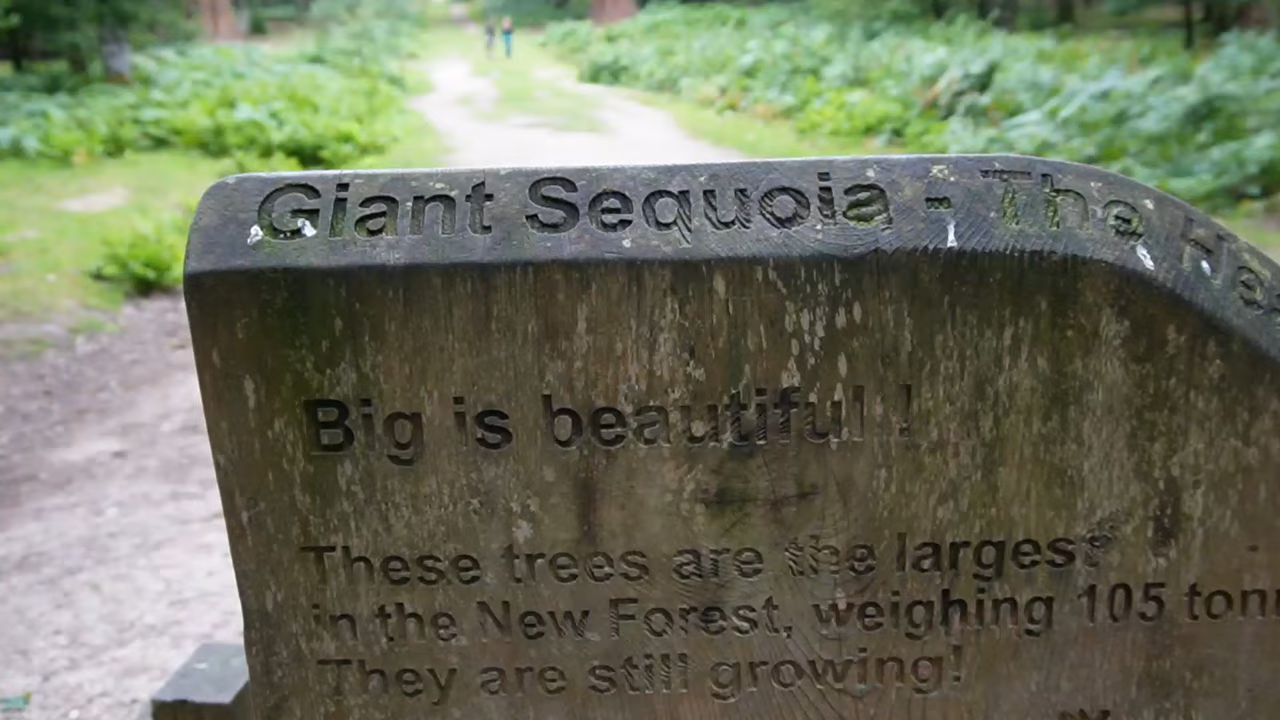 Giant Sequoia - The
Big is beautiful !
These trees are the largest
in the New Forest, weighing 105
They are still growing!